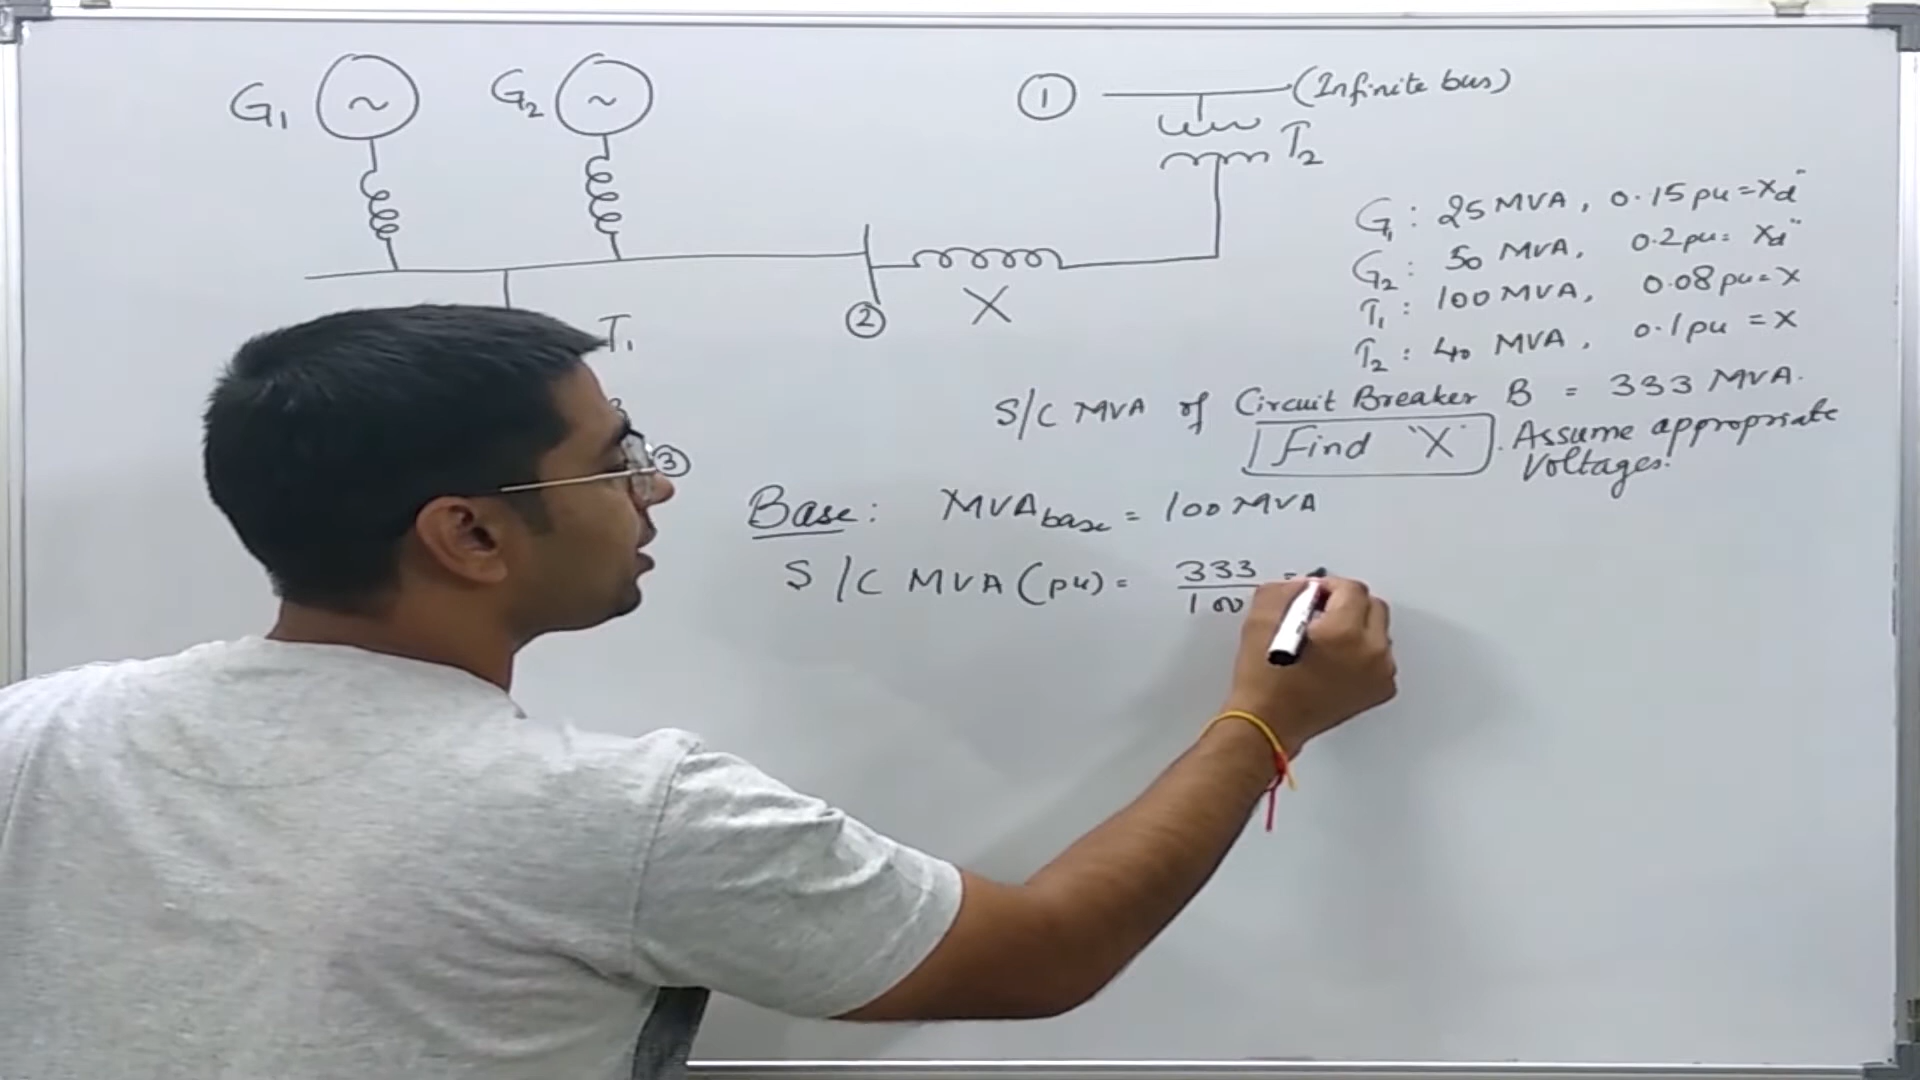 G₁
~
G₂
~
① (Infinite bus)
T₂
② X
T₁
③
G₁ : 25 MVA, 0.15 pu = Xd"
G₂ : 50 MVA, 0.2 pu = Xd"
T₁ : 100 MVA, 0.08 pu = X
T₂ : 40 MVA, 0.1 pu = X
S/C MVA of Circuit Breaker B = 333 MVA.
Find 'X'. Assume appropriate
Voltages.
Base: MVA base = 100 MVA
S/C MVA (pu) = 333/100 =